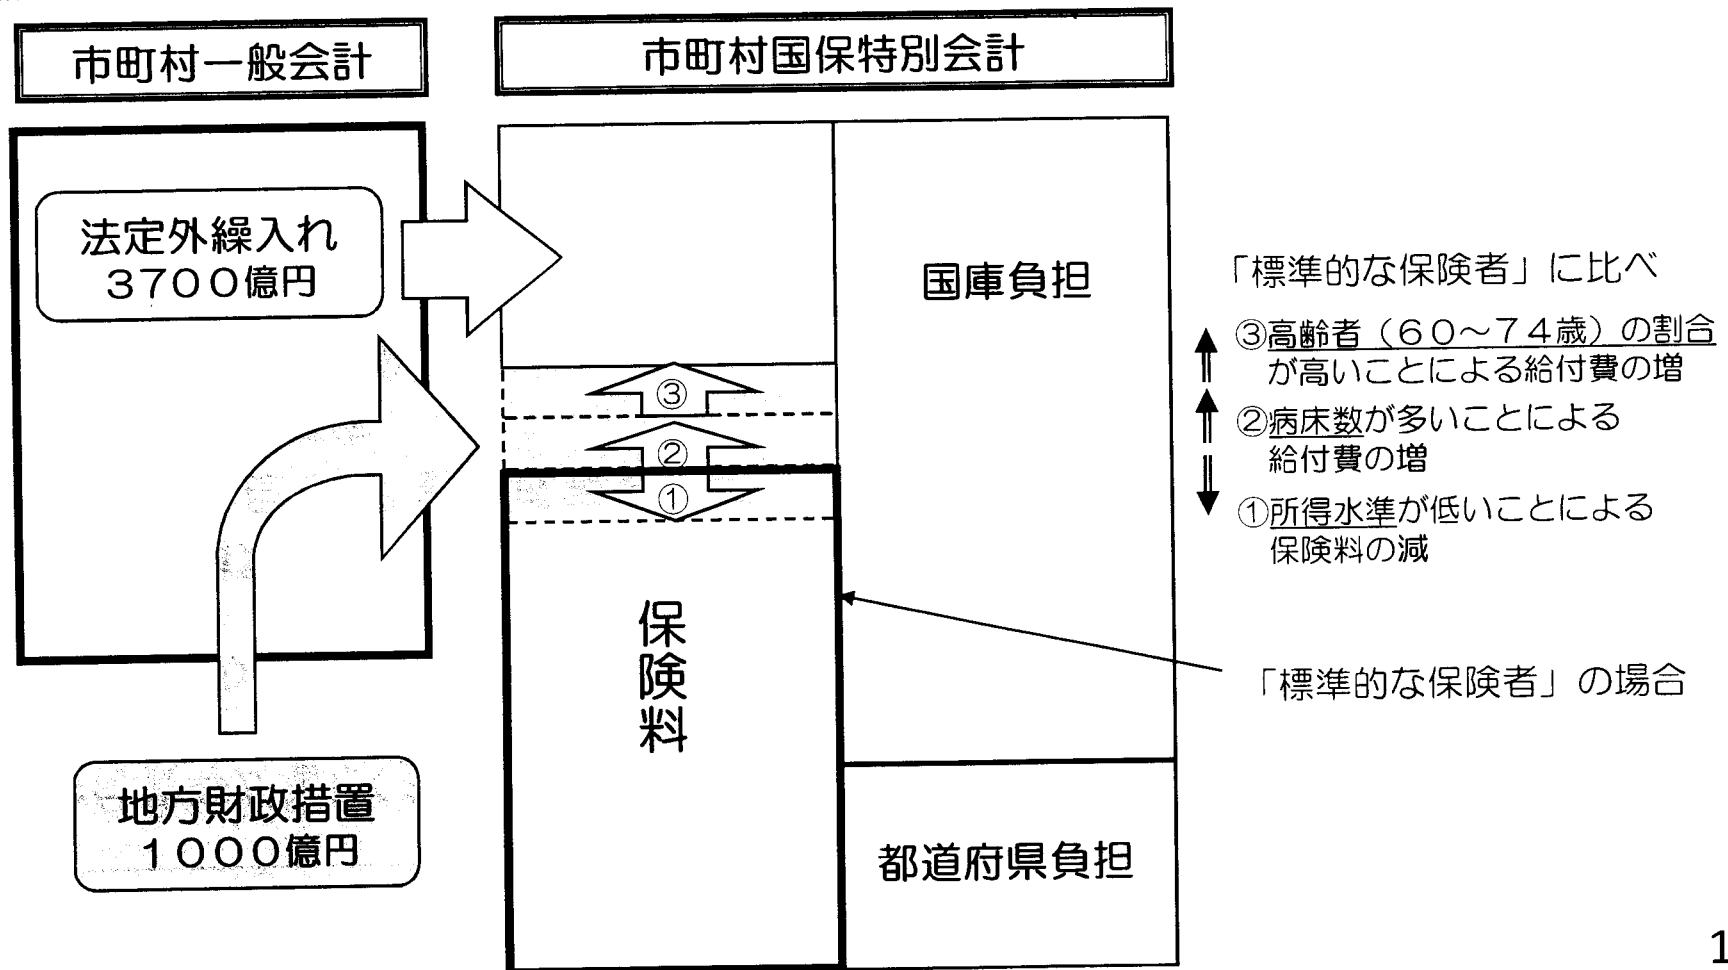 市町村一般会計
市町村国保特別会計
法定外繰入れ
３７００億円
国庫負担
「標準的な保険者」に比べ
③高齢者（６０～７４歳）の割合
が高いことによる給付費の増
②病床数が多いことによる
給付費の増
①所得水準が低いことによる
保険料の減
③
②
①
保険料
「標準的な保険者」の場合
地方財政措置
１０００億円
都道府県負担
1